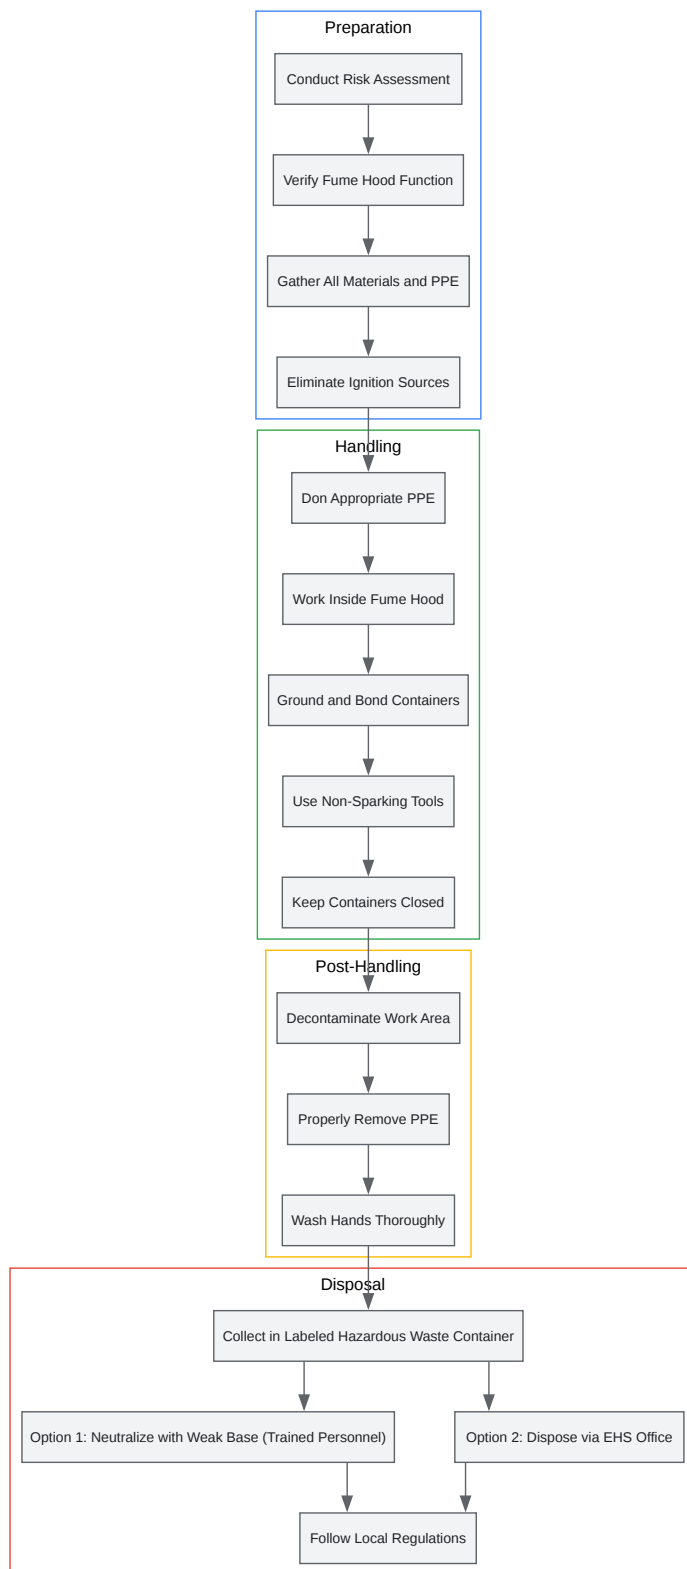 Preparation
Conduct Risk Assessment
Verify Fume Hood Function
Gather All Materials and PPE
Eliminate Ignition Sources
Handling
Don Appropriate PPE
Work Inside Fume Hood
Ground and Bond Containers
Use Non-Sparking Tools
Keep Containers Closed
Post-Handling
Decontaminate Work Area
Properly Remove PPE
Wash Hands Thoroughly
Disposal
Collect in Labeled Hazardous Waste Container
Option 1: Neutralize with Weak Base (Trained Personnel)
Option 2: Dispose via EHS Office
Follow Local Regulations